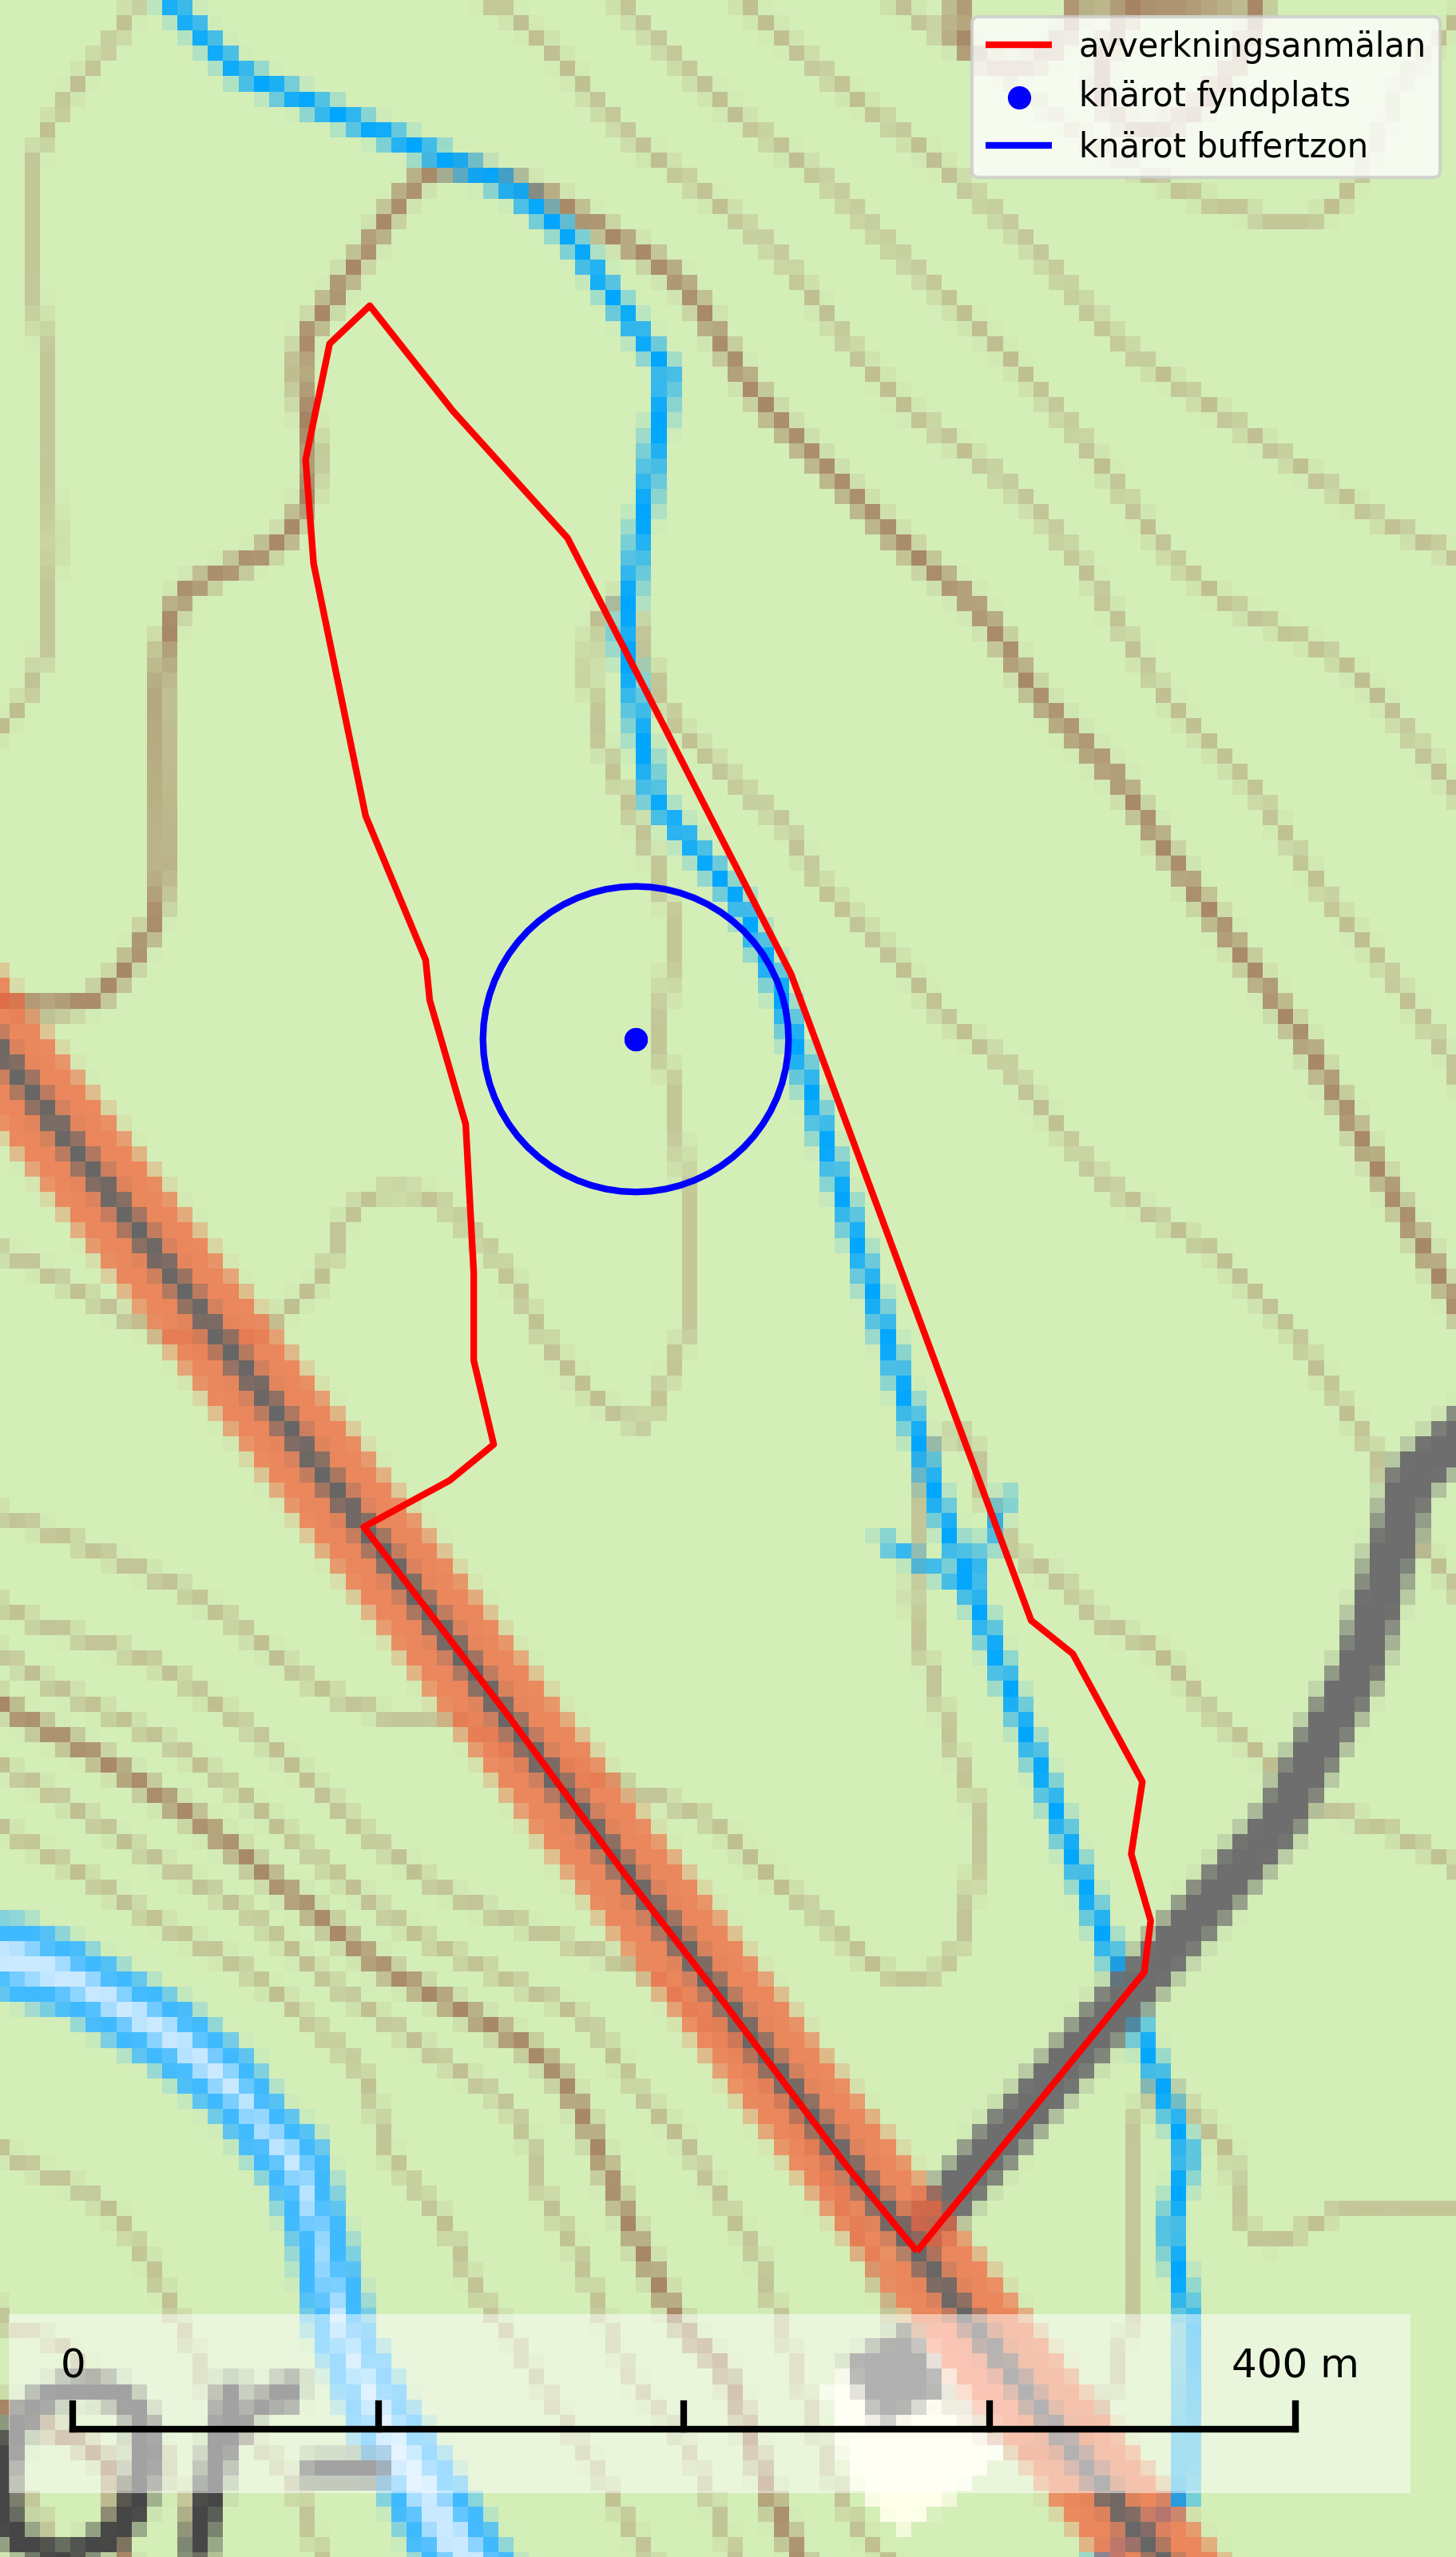 avverkningsanmälan
knärot fyndplats
knärot buffertzon
0
400 m